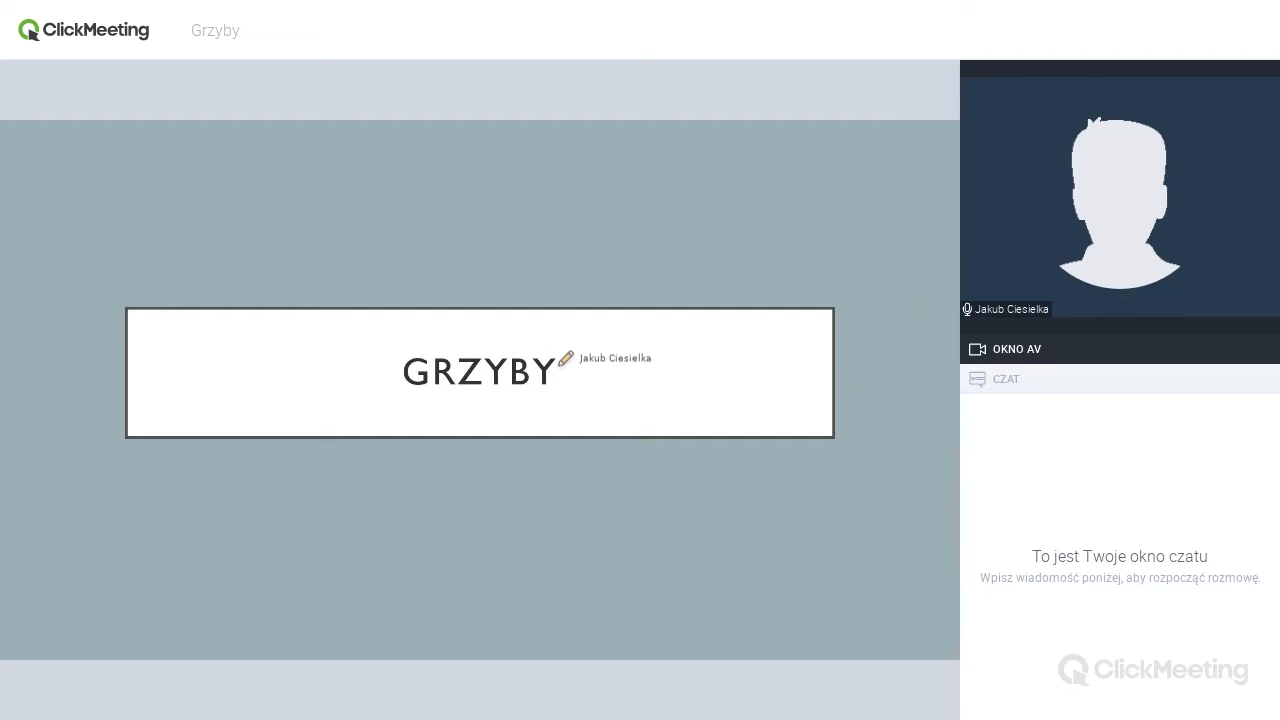 ClickMeeting
Grzyby
GRZYBY
Jakub Ciesielka
Jakub Ciesielka
OKNO AV
CZAT
To jest Twoje okno czatu
Wpisz wiadomość poniżej, aby rozpocząć rozmowę.
ClickMeeting